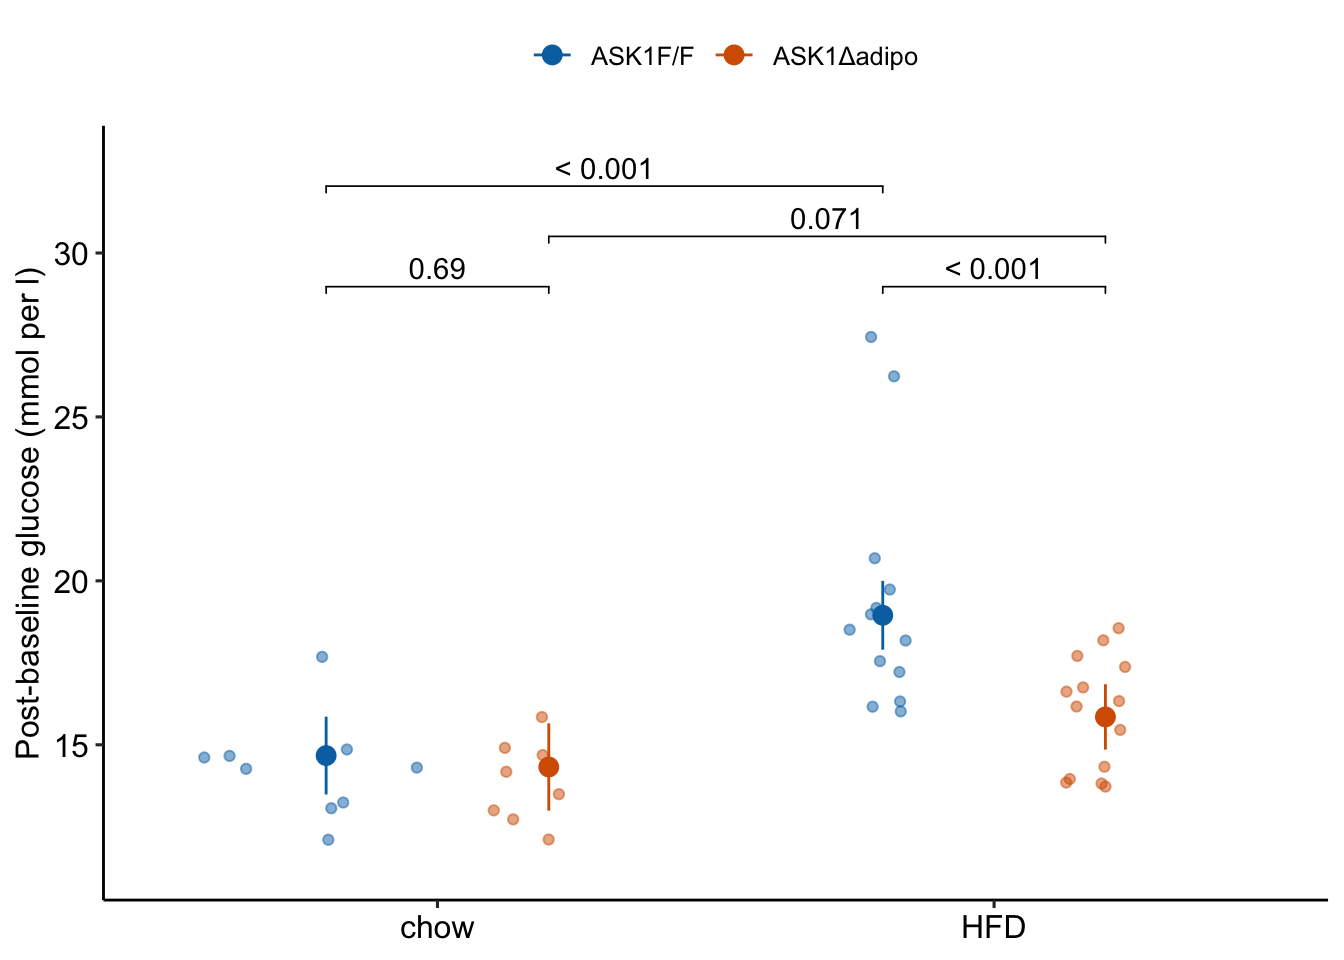 ASK1F/F ASK1Δadipo
< 0.001
0.071
0.69
< 0.001
30
25
20
15
Post-baseline glucose (mmol per l)
chow
HFD